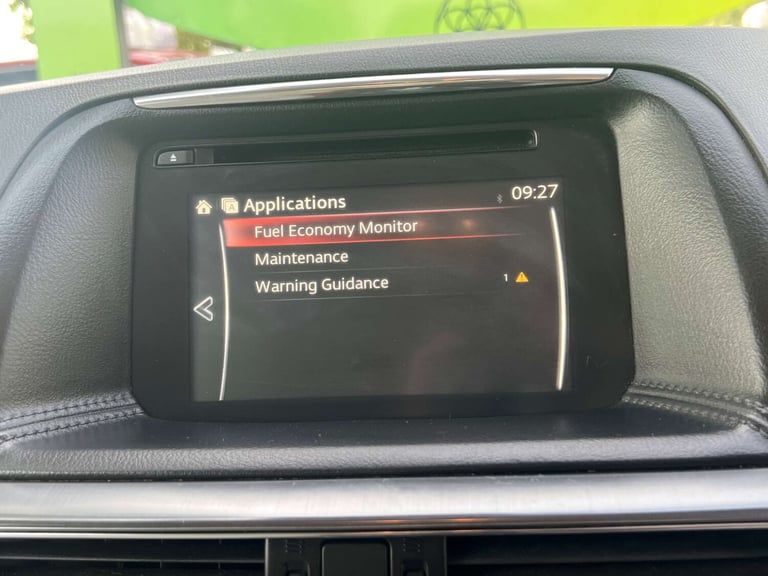 Applications
09:27
Fuel Economy Monitor
Maintenance
Warning Guidance
1